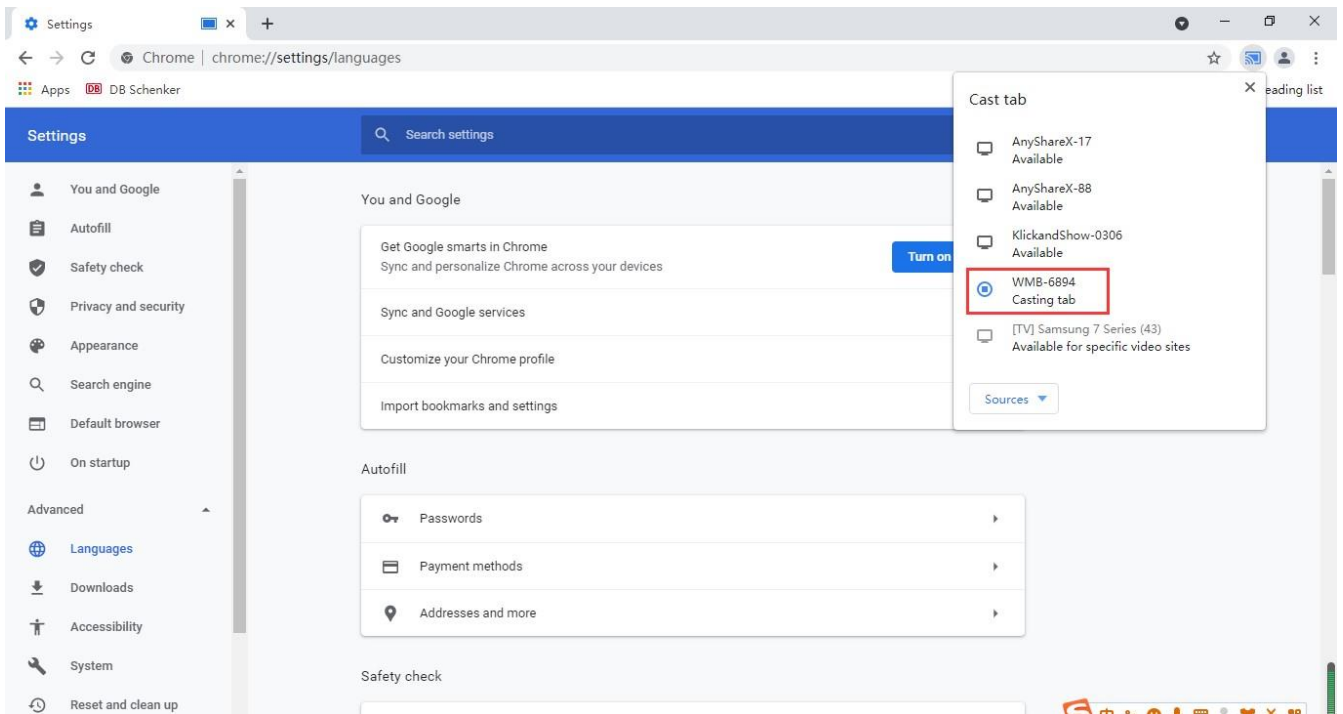 Settings
Chrome | chrome://settings/languages
Apps DB DB Schenker
eading list
Settings
Search settings
You and Google
Autofill
Safety check
Privacy and security
Appearance
Search engine
Default browser
On startup
Advanced
Languages
Downloads
Accessibility
System
Reset and clean up
You and Google
Get Google smarts in Chrome
Sync and personalize Chrome across your devices
Turn on
Sync and Google services
Customize your Chrome profile
Import bookmarks and settings
Autofill
Passwords
Payment methods
Addresses and more
Safety check
Cast tab
AnyShareX-17
Available
AnyShareX-88
Available
KlickandShow-0306
Available
WMB-6894
Casting tab
[TV] Samsung 7 Series (43)
Available for specific video sites
Sources